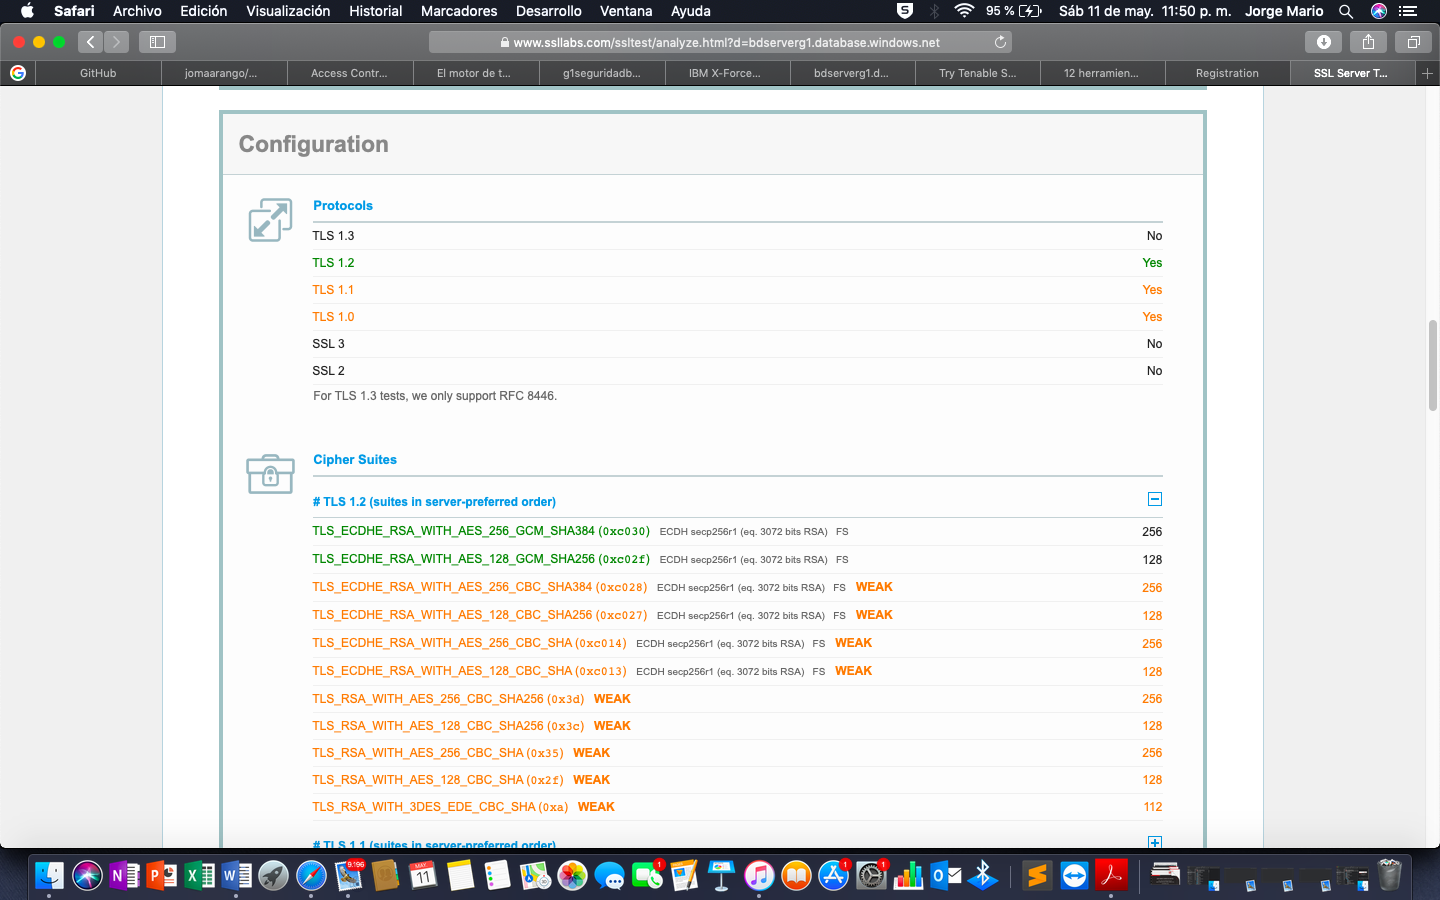 Safari Archivo Edición Visualización Historial Marcadores Desarrollo Ventana Ayuda S 95 % Sáb 11 de may. 11:50 p. m. Jorge Mario
www.ssllabs.com/ssltest/analyze.html?d=bdserverg1.database.windows.net
G GitHub jomaarango/... Access Contr... El motor de t... g1seguridadb... IBM X-Force... bdserverg1.d... Try Tenable S... 12 herramien... Registration SSL Server T... +
Configuration
Protocols
TLS 1.3 No
TLS 1.2 Yes
TLS 1.1 Yes
TLS 1.0 Yes
SSL 3 No
SSL 2 No
For TLS 1.3 tests, we only support RFC 8446.
Cipher Suites
# TLS 1.2 (suites in server-preferred order)
TLS_ECDHE_RSA_WITH_AES_256_GCM_SHA384 (0xc030) ECDH secp256r1 (eq. 3072 bits RSA) FS 256
TLS_ECDHE_RSA_WITH_AES_128_GCM_SHA256 (0xc02f) ECDH secp256r1 (eq. 3072 bits RSA) FS 128
TLS_ECDHE_RSA_WITH_AES_256_CBC_SHA384 (0xc028) ECDH secp256r1 (eq. 3072 bits RSA) FS WEAK 256
TLS_ECDHE_RSA_WITH_AES_128_CBC_SHA256 (0xc027) ECDH secp256r1 (eq. 3072 bits RSA) FS WEAK 128
TLS_ECDHE_RSA_WITH_AES_256_CBC_SHA (0xc014) ECDH secp256r1 (eq. 3072 bits RSA) FS WEAK 256
TLS_ECDHE_RSA_WITH_AES_128_CBC_SHA (0xc013) ECDH secp256r1 (eq. 3072 bits RSA) FS WEAK 128
TLS_RSA_WITH_AES_256_CBC_SHA256 (0x3d) WEAK 256
TLS_RSA_WITH_AES_128_CBC_SHA256 (0x3c) WEAK 128
TLS_RSA_WITH_AES_256_CBC_SHA (0x35) WEAK 256
TLS_RSA_WITH_AES_128_CBC_SHA (0x2f) WEAK 128
TLS_RSA_WITH_3DES_EDE_CBC_SHA (0xa) WEAK 112
# TLS 1.1 (suites in server-preferred order)
N P X W 9.196 MAY 11 1 1 1 O S